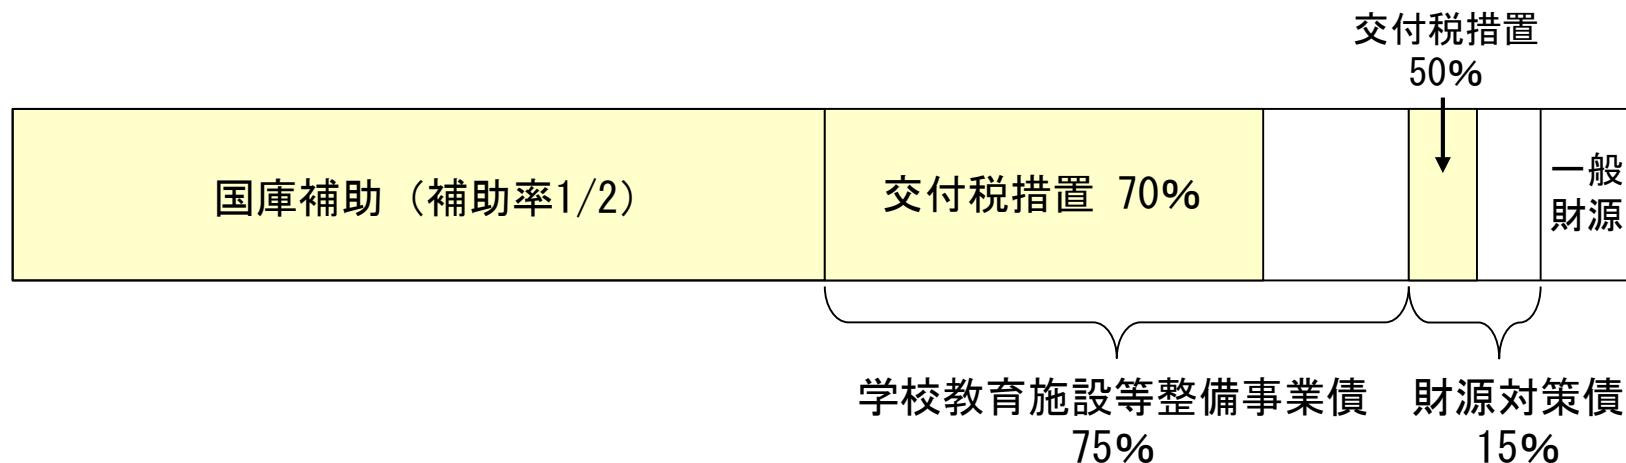 交付税措置
50%
国庫補助（補助率1/2）
交付税措置 70%
一般
財源
学校教育施設等整備事業債
75%
財源対策債
15%